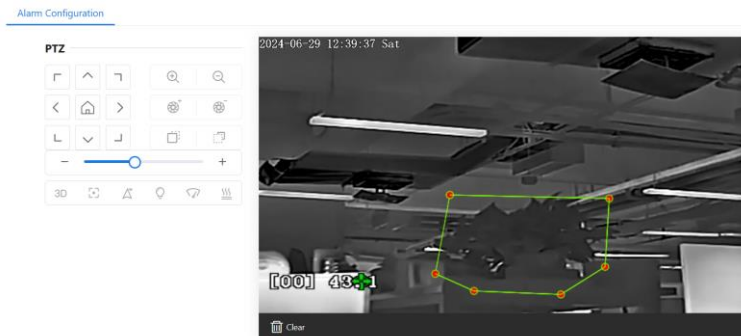 Alarm Configuration
PTZ
2024-06-29 12:39:37 Sat
3D
[00] 43
Clear